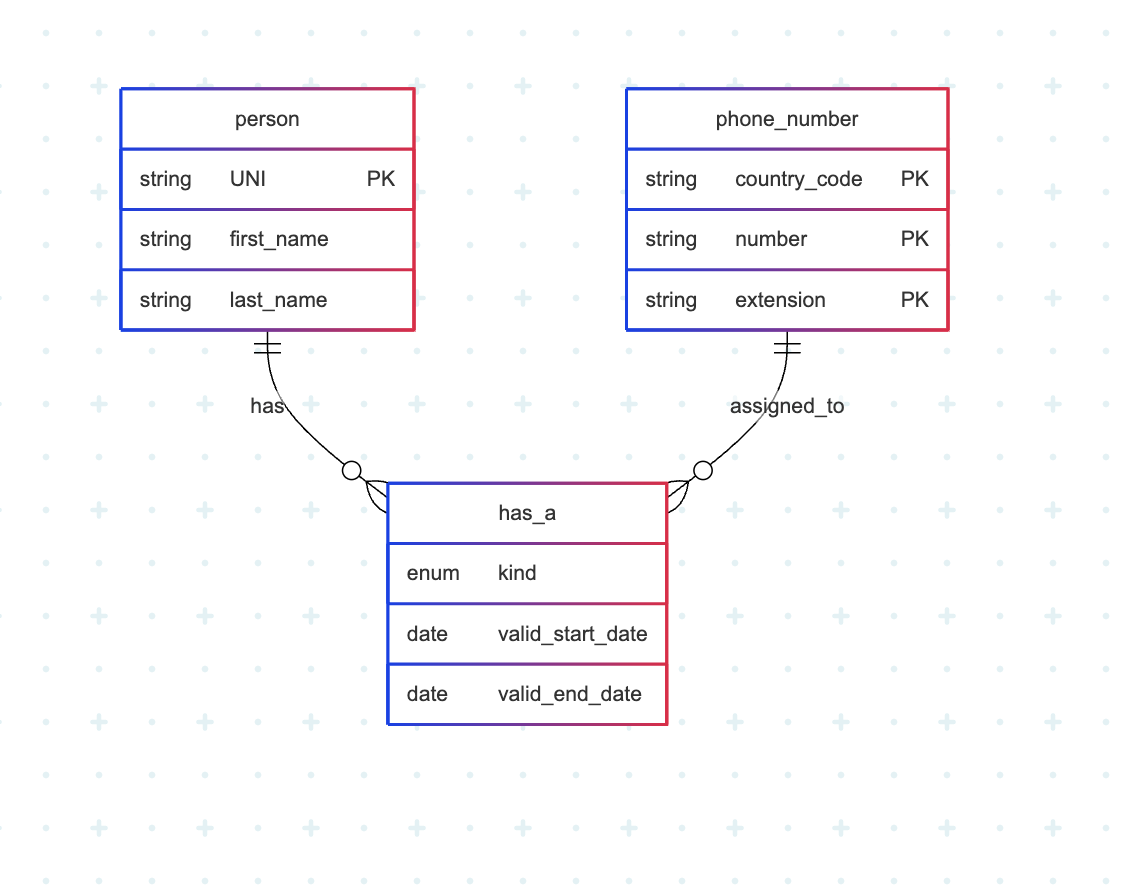 person
string UNI PK
string first_name
string last_name
phone_number
string country_code PK
string number PK
string extension PK
has
assigned_to
has_a
enum kind
date valid_start_date
date valid_end_date